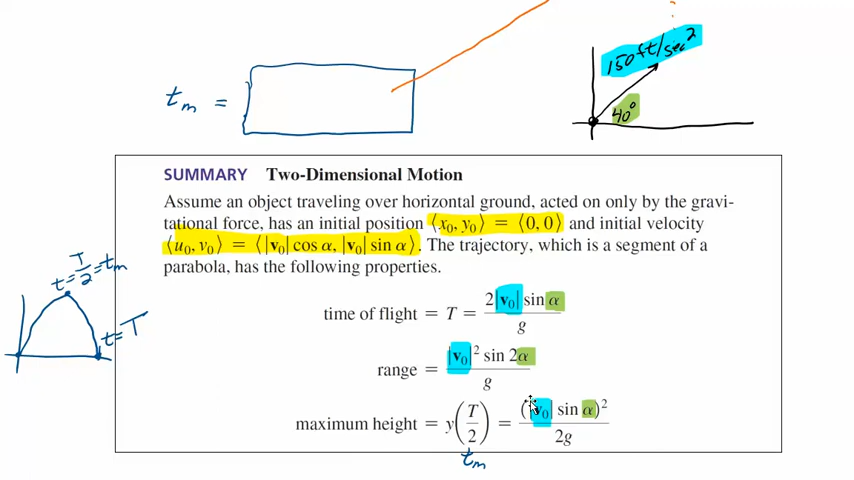 150 ft/sec²
40°
t_m =
SUMMARY Two-Dimensional Motion
Assume an object traveling over horizontal ground, acted on only by the gravi-
tational force, has an initial position ⟨x₀, y₀⟩ = ⟨0, 0⟩ and initial velocity
⟨u₀, v₀⟩ = ⟨|v₀| cos α, |v₀| sin α⟩. The trajectory, which is a segment of a
parabola, has the following properties.
t = T/2 = t_m
t = T
time of flight = T = 2|v₀| sin α / g
range = |v₀|² sin 2α / g
maximum height = y(T/2) = (|v₀| sin α)² / 2g
t_m